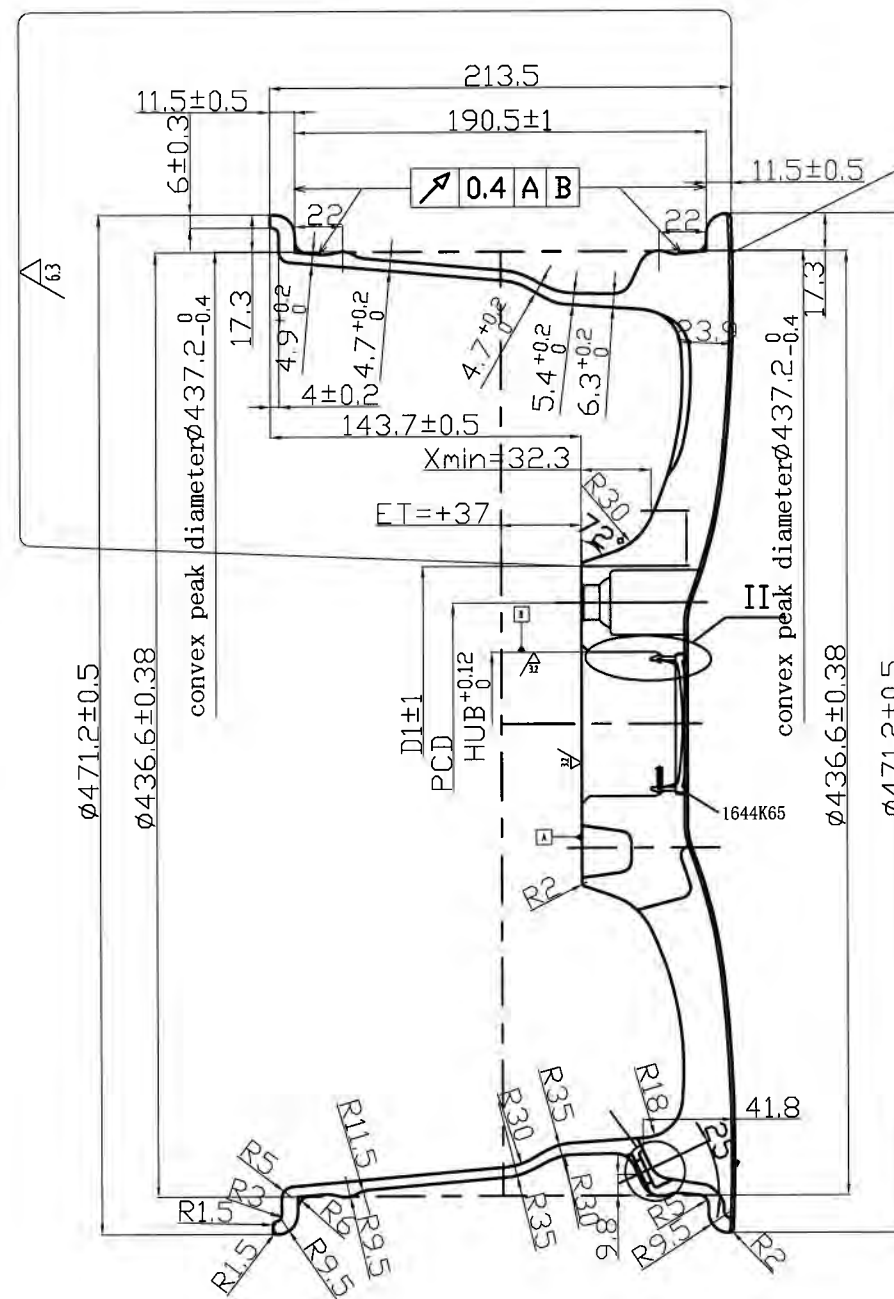 213.5
11.5±0.5
190.5±1
6±0.3
0.4 A B
11.5±0.5
22
22
6.3
17.3
17.3
4.9 +0.2 0
4.7 +0.2 0
4.7 +0.2 0
5.4 +0.2 0
6.3 +0.2 0
4±0.2
143.7±0.5
Xmin=32.3
R30
72°
ET=+37
convex peak diameter Ø437.2 0 -0.4
convex peak diameter Ø437.2 0 -0.4
II
B
3.2
Ø471.2±0.5
Ø436.6±0.38
D1±1
PCD
HUB +0.12 0
Ø436.6±0.38
Ø471.2±0.5
3.2
1644K65
A
R2
R18
41.8
R35
R30
R11.5
25
R5
R3
R1.5
R6
R9.5
R35
R30
R5
R9.5
R2
R1.5
R9.5